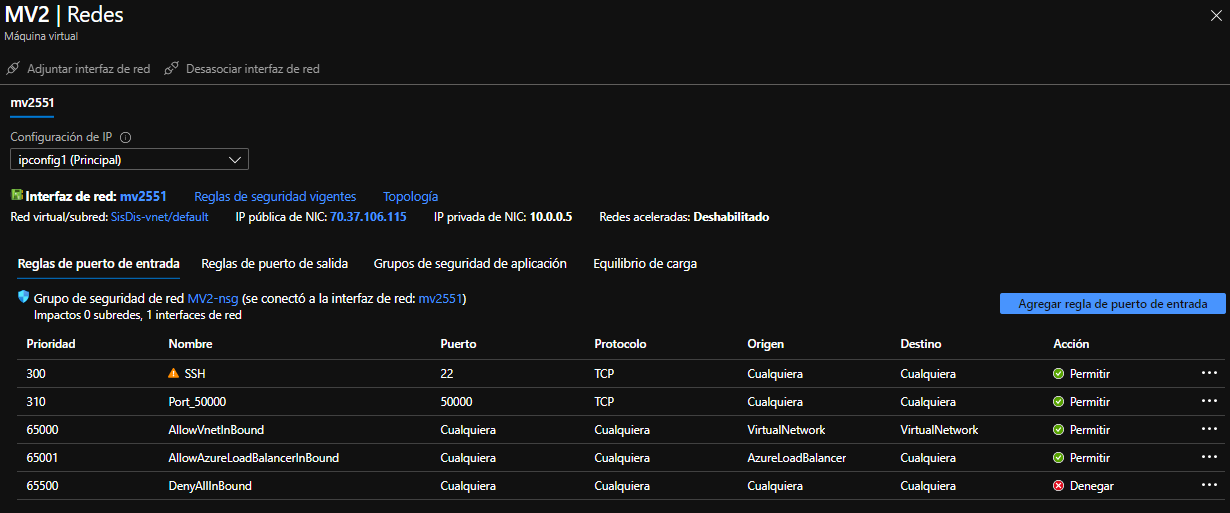 MV2 | Redes
Máquina virtual
Adjuntar interfaz de red Desasociar interfaz de red
mv2551
Configuración de IP
ipconfig1 (Principal)
Interfaz de red: mv2551 Reglas de seguridad vigentes Topología
Red virtual/subred: SisDis-vnet/default IP pública de NIC: 70.37.106.115 IP privada de NIC: 10.0.0.5 Redes aceleradas: Deshabilitado
Reglas de puerto de entrada Reglas de puerto de salida Grupos de seguridad de aplicación Equilibrio de carga
Grupo de seguridad de red MV2-nsg (se conectó a la interfaz de red: mv2551)
Impactos 0 subredes, 1 interfaces de red
Agregar regla de puerto de entrada
Prioridad Nombre Puerto Protocolo Origen Destino Acción
300 SSH 22 TCP Cualquiera Cualquiera Permitir
310 Port_50000 50000 TCP Cualquiera Cualquiera Permitir
65000 AllowVnetInBound Cualquiera Cualquiera VirtualNetwork VirtualNetwork Permitir
65001 AllowAzureLoadBalancerInBound Cualquiera Cualquiera AzureLoadBalancer Cualquiera Permitir
65500 DenyAllInBound Cualquiera Cualquiera Cualquiera Cualquiera Denegar